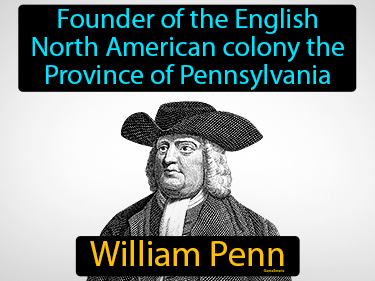 Founder of the English
North American colony the
Province of Pennsylvania
William Penn